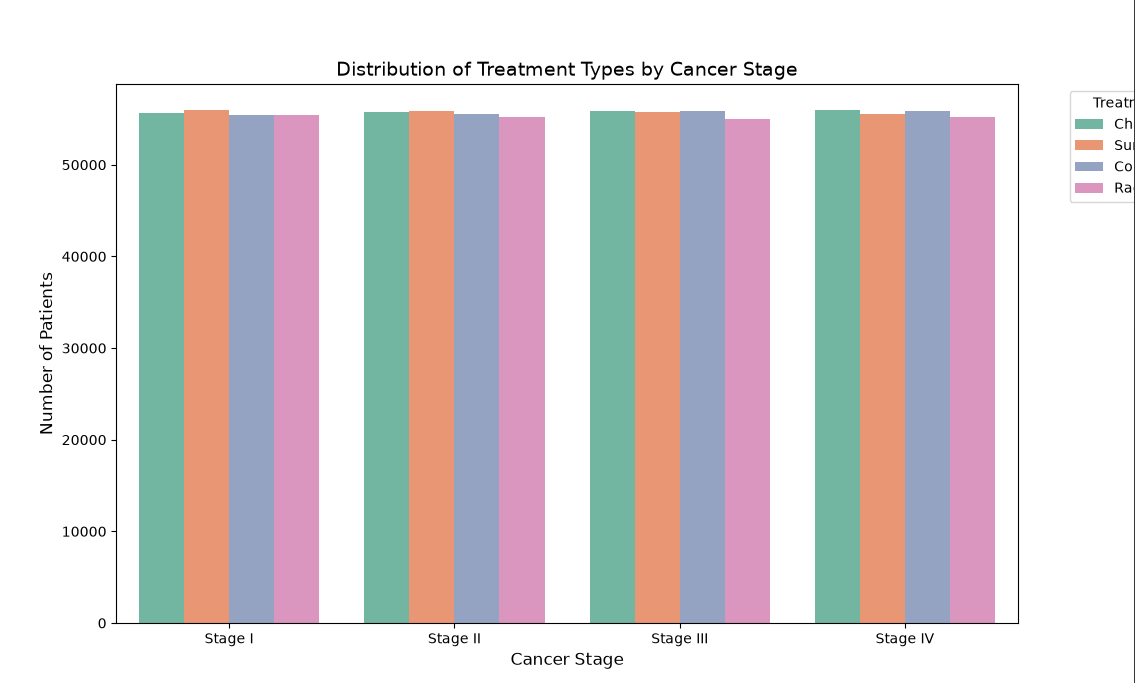 Distribution of Treatment Types by Cancer Stage
Number of Patients
50000
40000
30000
20000
10000
0
Stage I
Stage II
Stage III
Stage IV
Cancer Stage